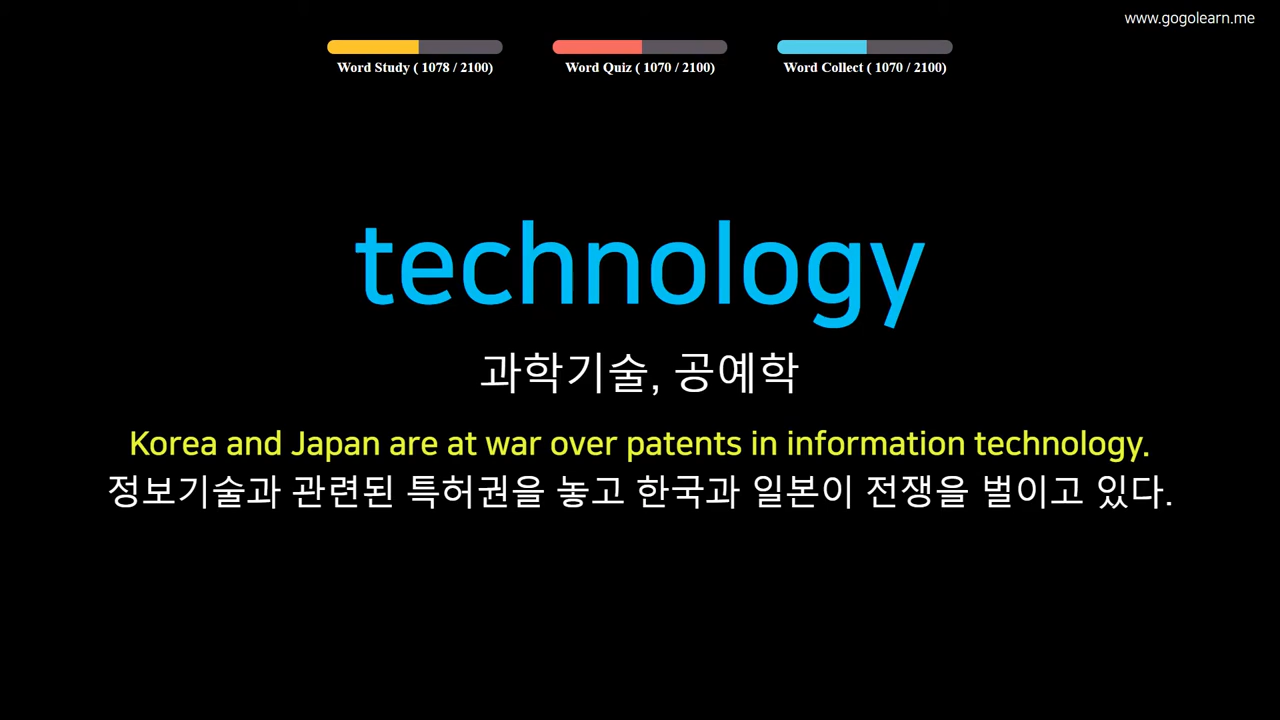 www.gogolearn.me
Word Study ( 1078 / 2100)
Word Quiz ( 1070 / 2100)
Word Collect ( 1070 / 2100)
technology
과학기술, 공예학
Korea and Japan are at war over patents in information technology.
정보기술과 관련된 특허권을 놓고 한국과 일본이 전쟁을 벌이고 있다.